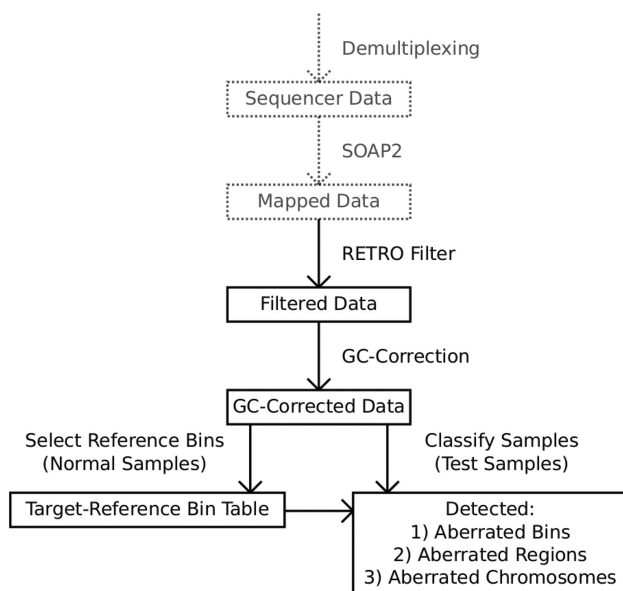 Demultiplexing
Sequencer Data
SOAP2
Mapped Data
RETRO Filter
Filtered Data
GC-Correction
GC-Corrected Data
Select Reference Bins
(Normal Samples)
Classify Samples
(Test Samples)
Target-Reference Bin Table
Detected:
1) Aberrated Bins
2) Aberrated Regions
3) Aberrated Chromosomes